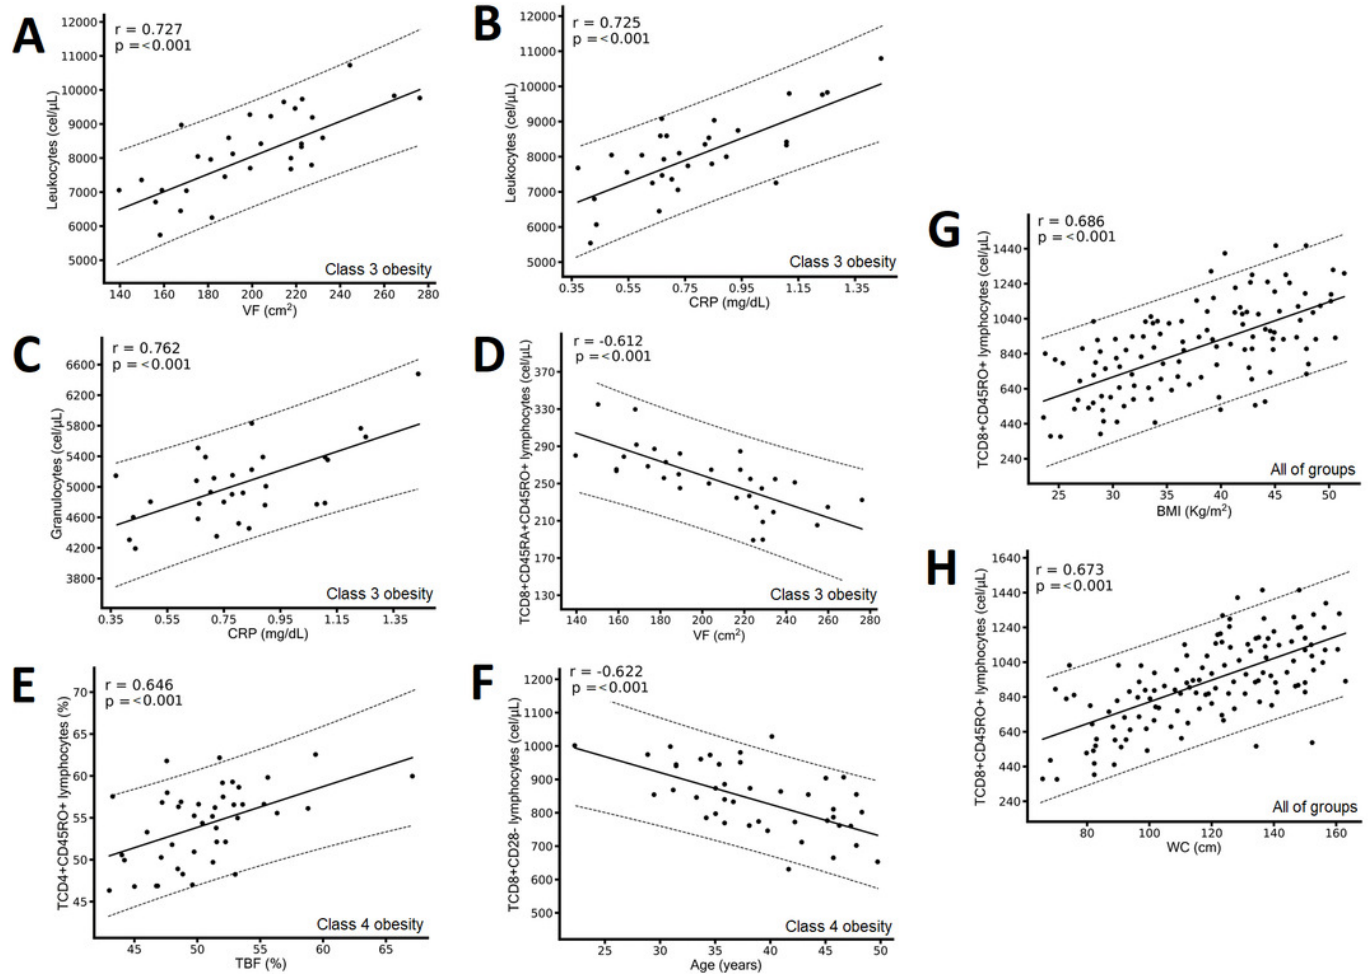 A
r = 0.727
p =<0.001
12000
11000
10000
9000
8000
7000
6000
5000
Leukocytes (cel/µL)
Class 3 obesity
140 160 180 200 220 240 260 280
VF (cm²)
B
r = 0.725
p =<0.001
12000
11000
10000
9000
8000
7000
6000
5000
Leukocytes (cel/µL)
Class 3 obesity
0.35 0.55 0.75 0.95 1.15 1.35
CRP (mg/dL)
C
r = 0.762
p =<0.001
6600
6200
5800
5400
5000
4600
4200
3800
Granulocytes (cel/µL)
Class 3 obesity
0.35 0.55 0.75 0.95 1.15 1.35
CRP (mg/dL)
D
r = -0.612
p =<0.001
370
330
290
250
210
170
130
TCD8+CD45RA+CD45RO+ lymphocytes (cel/µL)
Class 3 obesity
140 160 180 200 220 240 260 280
VF (cm²)
E
r = 0.646
p =<0.001
70
65
60
55
50
45
TCD4+CD45RO+ lymphocytes (%)
Class 4 obesity
45 50 55 60 65
TBF (%)
F
r = -0.622
p =<0.001
1200
1100
1000
900
800
700
600
500
TCD8+CD28- lymphocytes (cel/µL)
Class 4 obesity
25 30 35 40 45 50
Age (years)
G
r = 0.686
p =<0.001
1440
1240
1040
840
640
440
240
TCD8+CD45RO+ lymphocytes (cel/µL)
All of groups
25 30 35 40 45 50
BMI (Kg/m²)
H
r = 0.673
p =<0.001
1640
1440
1240
1040
840
640
440
240
TCD8+CD45RO+ lymphocytes (cel/µL)
All of groups
80 100 120 140 160
WC (cm)